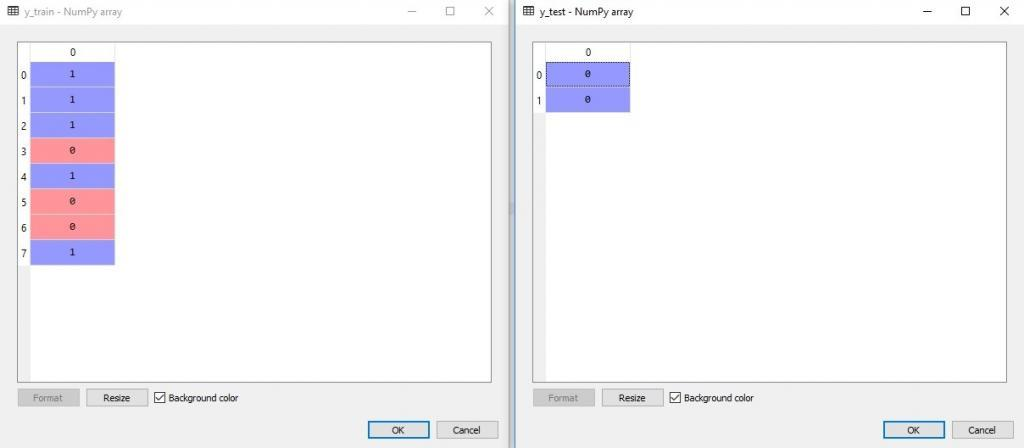 y_train - NumPy array
0
0 1
1 1
2 1
3 0
4 1
5 0
6 0
7 1
Format Resize Background color
OK Cancel
y_test - NumPy array
0
0 0
1 0
Format Resize Background color
OK Cancel